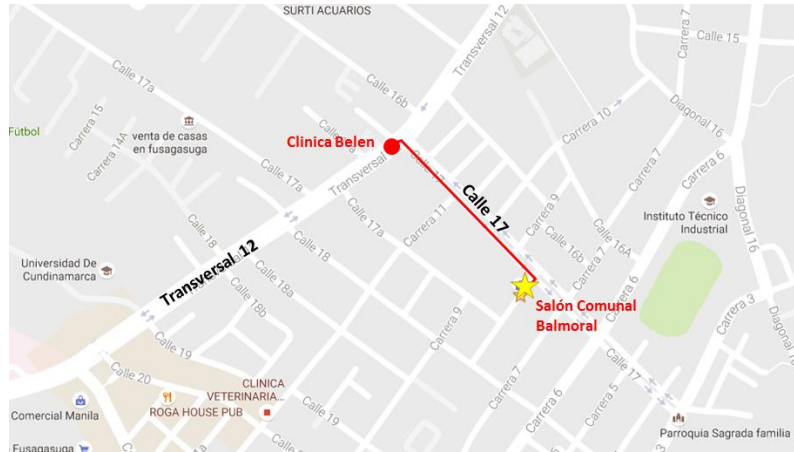 SURTI ACUARIOS
Transversal 12
Carrera 7
Calle 15
Calle 17a
Calle 16b
Carrera 10
Diagonal 16
Carrera 15
Carrera 14A
venta de casas
en fusagasuga
Fútbol
Clinica Belen
Calle 17
Carrera 7
Carrera 6
Transversal
Calle 17a
Calle 17a
Carrera 11
Calle 17
Carrera 9
Calle 16b
Calle 16A
Carrera 7
Instituto Técnico
Industrial
Diagonal 16
Calle 18
Calle 18
Universidad De
Cundinamarca
Transversal 12
Calle 18a
Calle 18b
Carrera 9
Salón Comunal
Balmoral
Carrera 6
Carrera 3
Diagonal 16
Calle 19
Calle 20
CLINICA
VETERINARIA...
ROGA HOUSE PUB
Calle 19
Carrera 7
Carrera 6
Carrera 5
Calle 17
Comercial Manila
Parroquia Sagrada familia
Fusagasuga